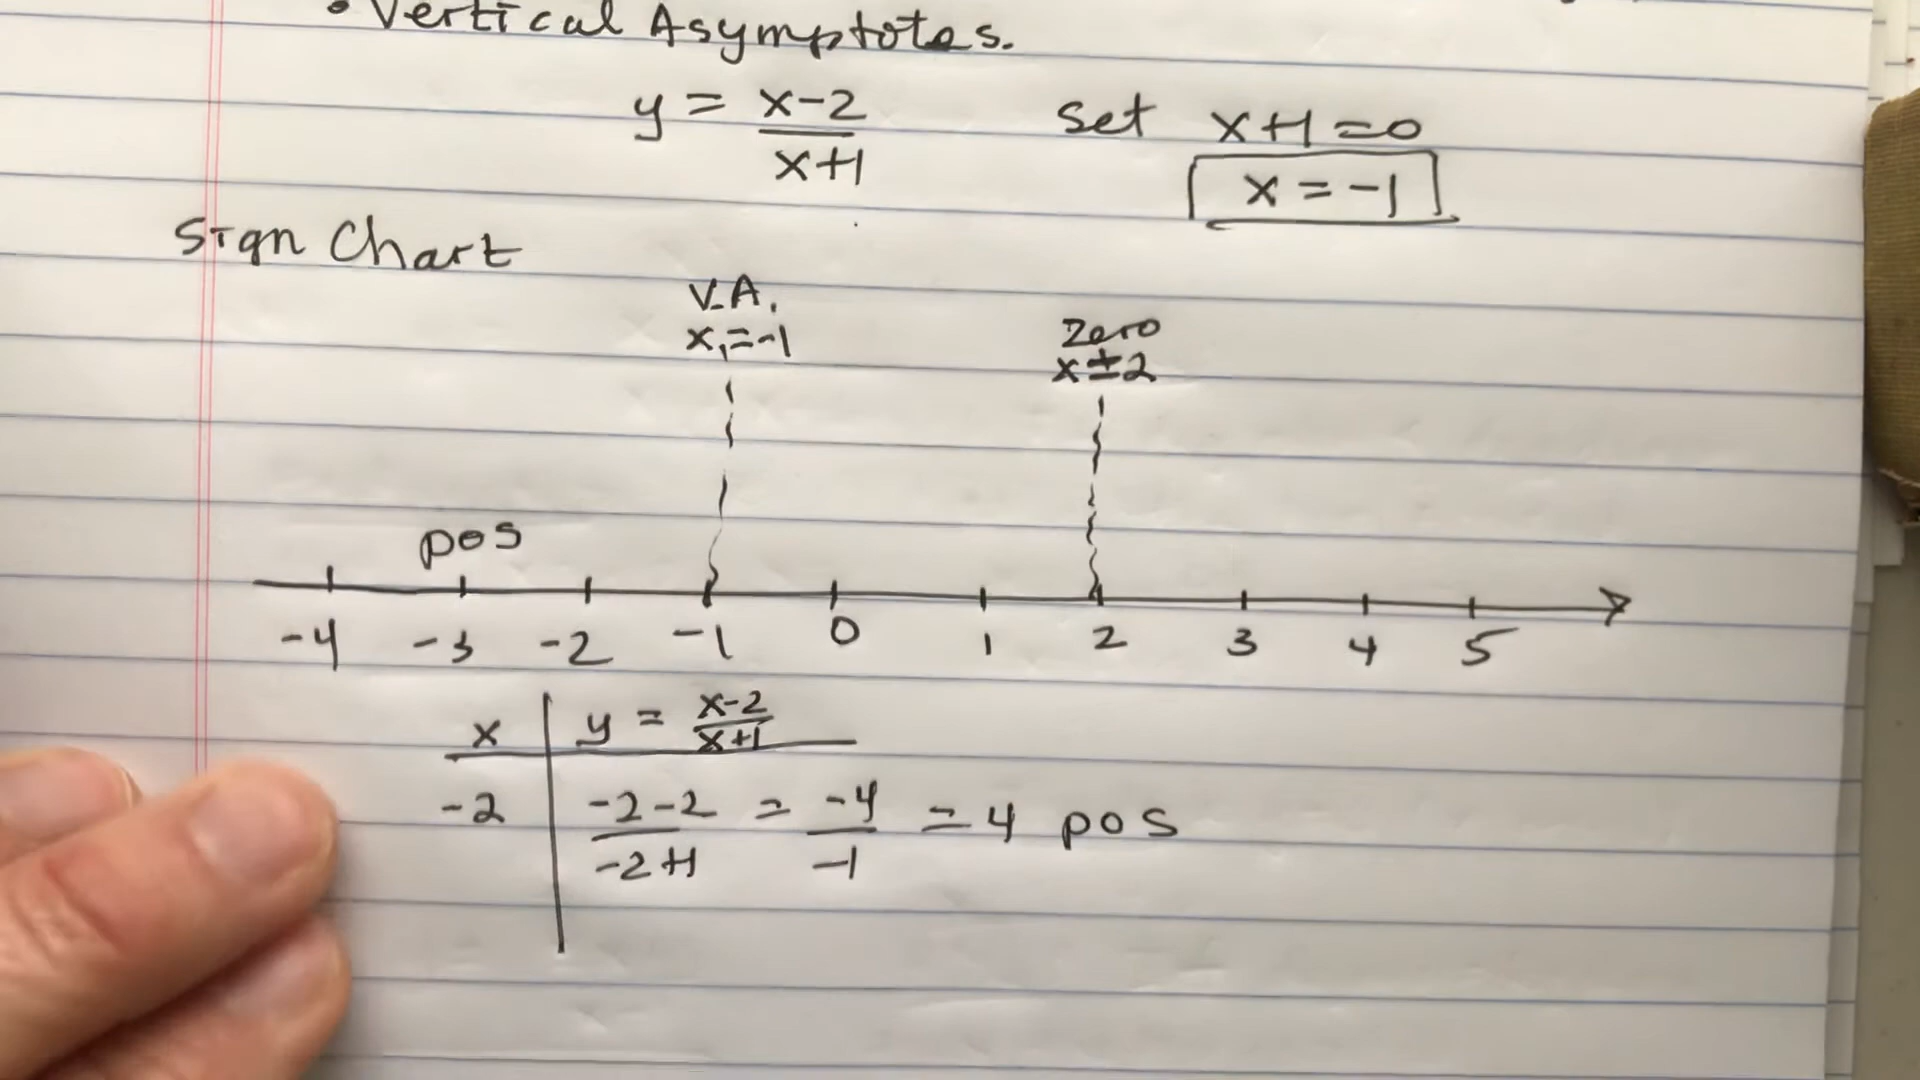 • Vertical Asymptotes.
y = x-2 / x+1 set x+1=0
x = -1
Sign Chart
V.A.
x=-1
Zero
x=2
pos
-4 -3 -2 -1 0 1 2 3 4 5
x y = x-2 / x+1
-2 -2-2 / -2+1 = -4 / -1 = 4 pos